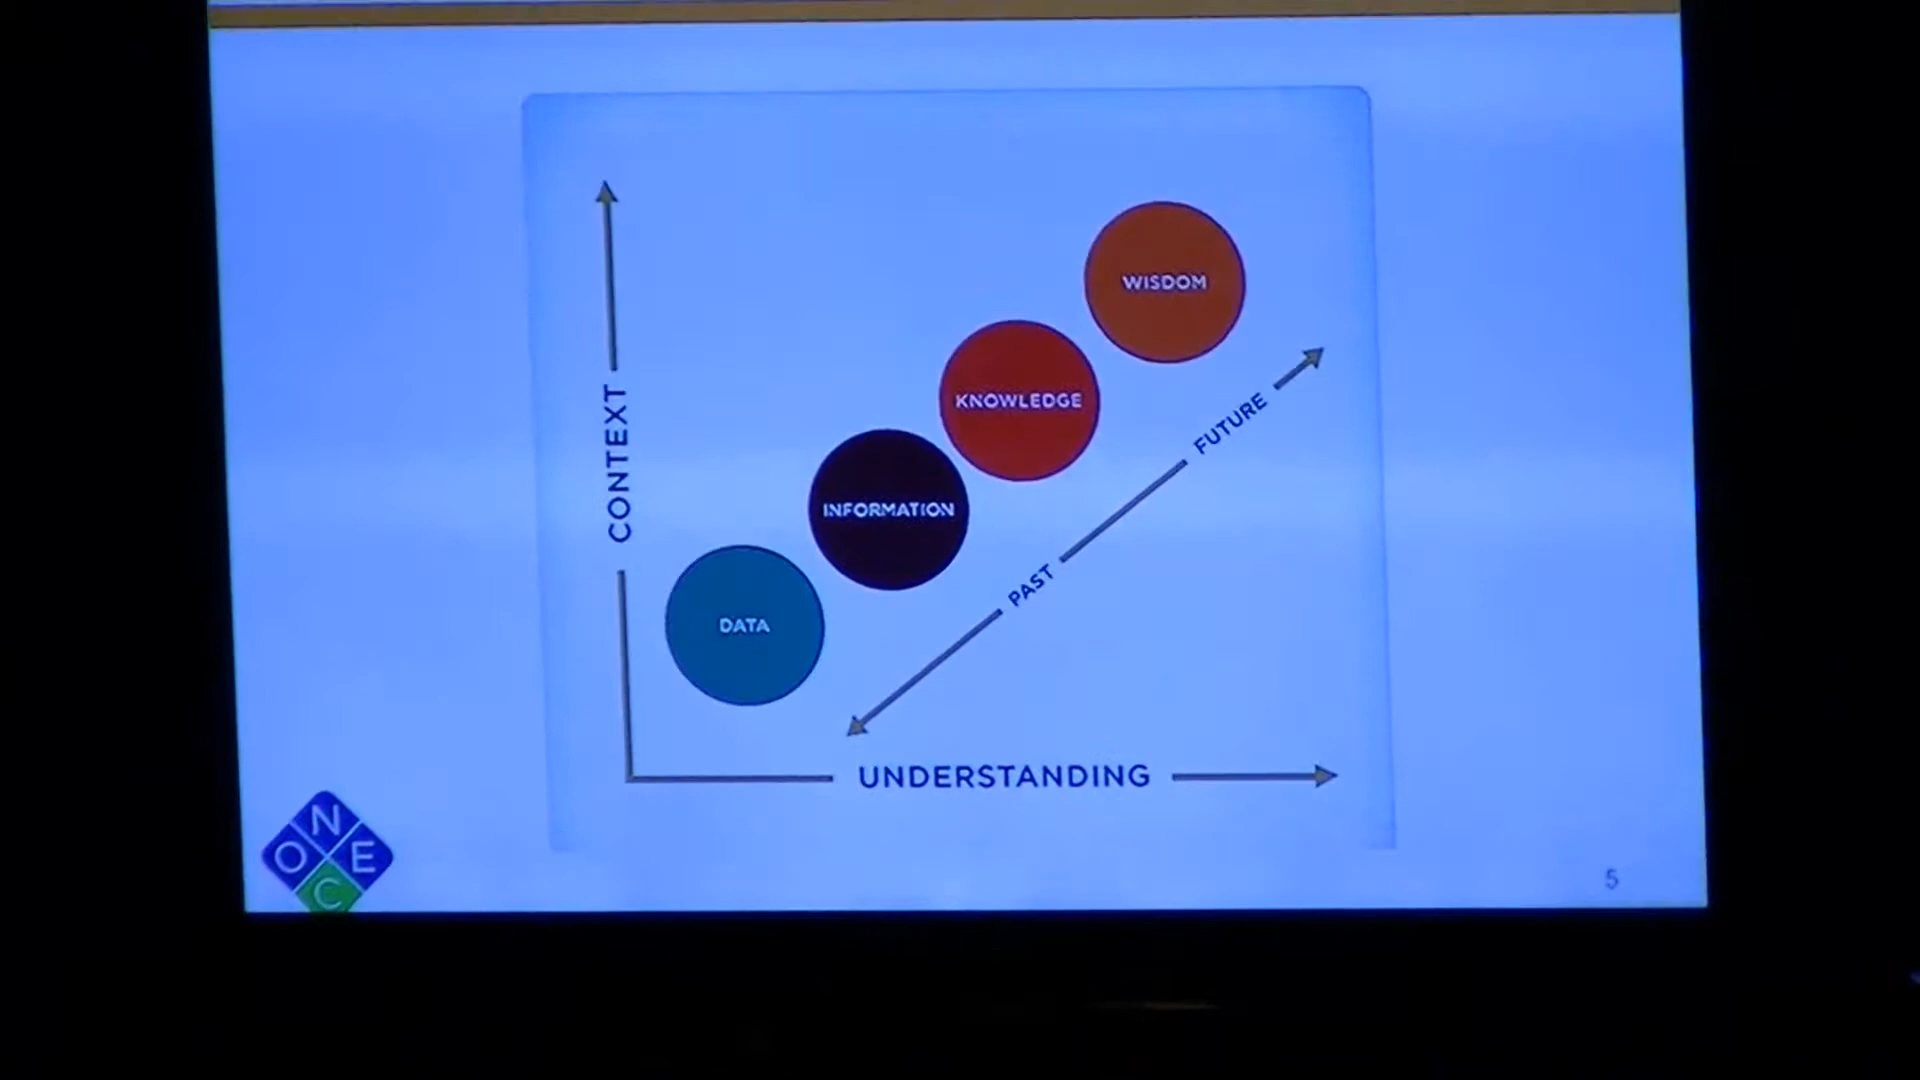 WISDOM
KNOWLEDGE
FUTURE
CONTEXT
INFORMATION
PAST
DATA
UNDERSTANDING
N
O E
C
5